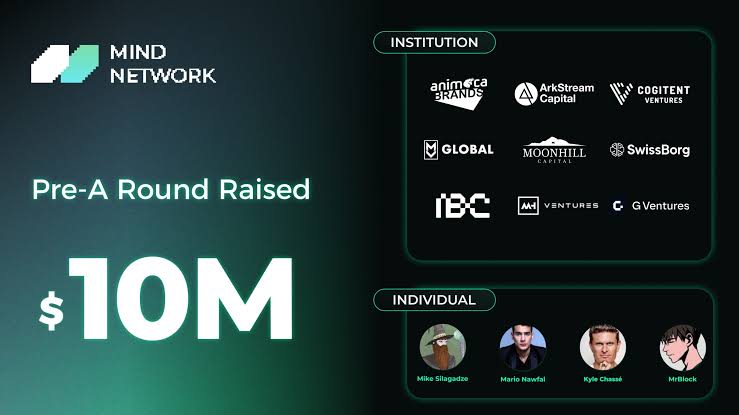 MIND
NETWORK
Pre-A Round Raised
$10M
INSTITUTION
animoca
BRANDS
ArkStream
Capital
COGITENT
VENTURES
GLOBAL
MOONHILL
CAPITAL
SwissBorg
IBC
MH VENTURES
G Ventures
INDIVIDUAL
Mike Silagadze
Mario Nawfal
Kyle Chassé
MrBlock